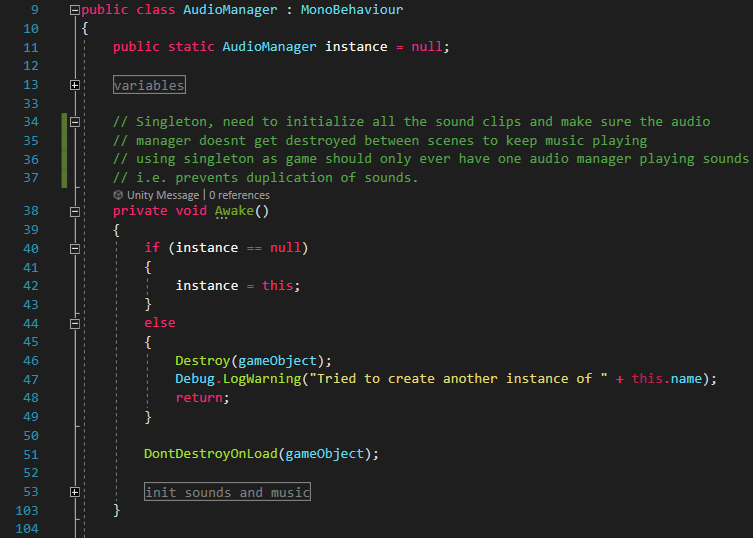 9 public class AudioManager : MonoBehaviour
10 {
11 public static AudioManager instance = null;
12
13 variables
33
34 // Singleton, need to initialize all the sound clips and make sure the audio
35 // manager doesnt get destroyed between scenes to keep music playing
36 // using singleton as game should only ever have one audio manager playing sounds
37 // i.e. prevents duplication of sounds.
Unity Message | 0 references
38 private void Awake()
39 {
40 if (instance == null)
41 {
42 instance = this;
43 }
44 else
45 {
46 Destroy(gameObject);
47 Debug.LogWarning("Tried to create another instance of " + this.name);
48 return;
49 }
50
51 DontDestroyOnLoad(gameObject);
52
53 init sounds and music
103 }
104